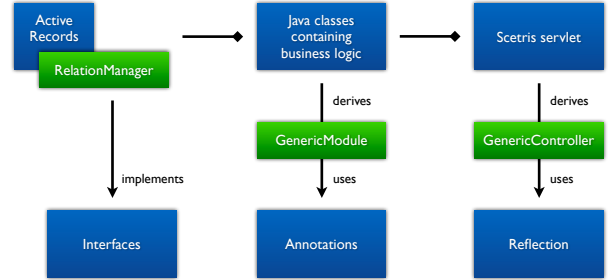 Active
Records
RelationManager
Java classes
containing
business logic
Scetris servlet
derives
derives
GenericModule
GenericController
implements
uses
uses
Interfaces
Annotations
Reflection